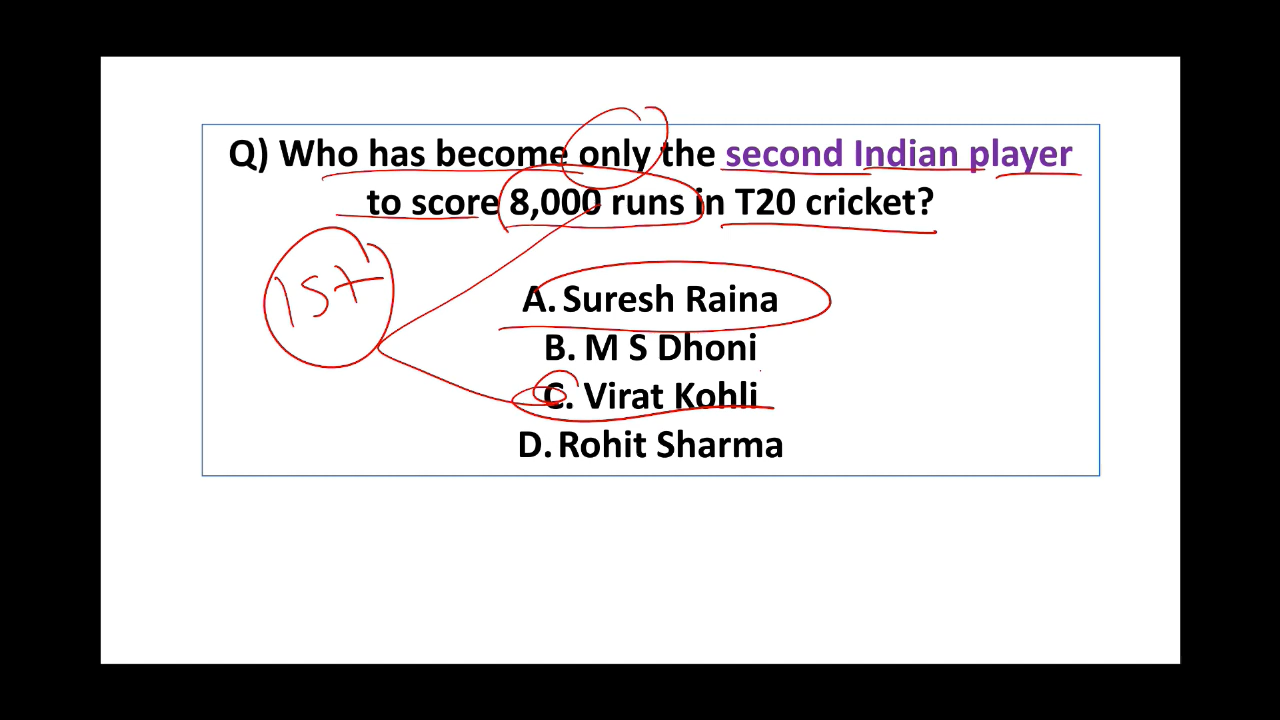 Q) Who has become only the second Indian player
to score 8,000 runs in T20 cricket?
1st
A. Suresh Raina
B. M S Dhoni
C. Virat Kohli
D. Rohit Sharma